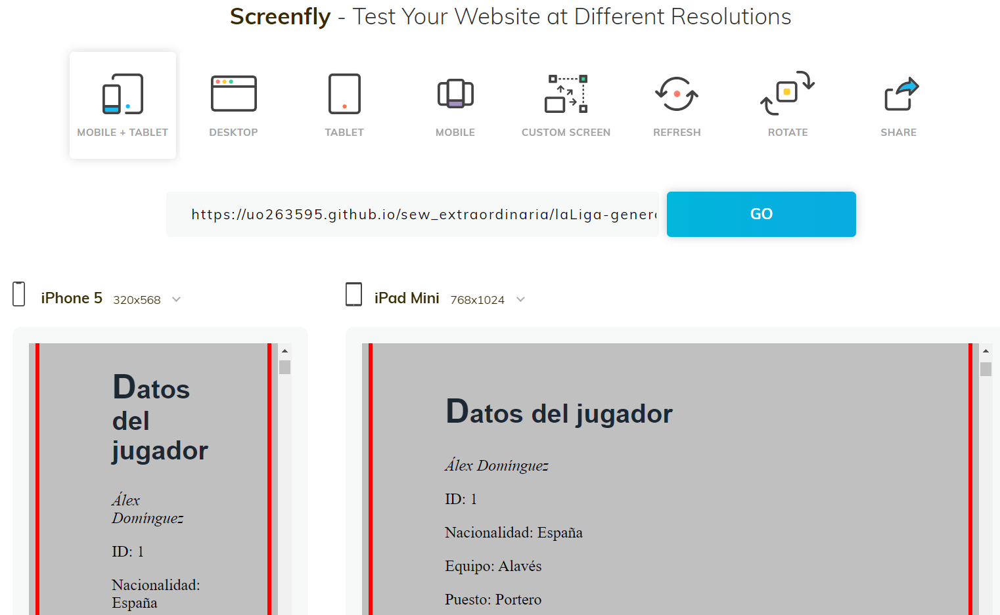 Screenfly - Test Your Website at Different Resolutions
MOBILE + TABLET
DESKTOP
TABLET
MOBILE
CUSTOM SCREEN
REFRESH
ROTATE
SHARE
https://uo263595.github.io/sew_extraordinaria/laLiga-gener
GO
iPhone 5 320x568
Datos
del
jugador
Álex
Domínguez
ID: 1
Nacionalidad:
España
iPad Mini 768x1024
Datos del jugador
Álex Domínguez
ID: 1
Nacionalidad: España
Equipo: Alavés
Puesto: Portero